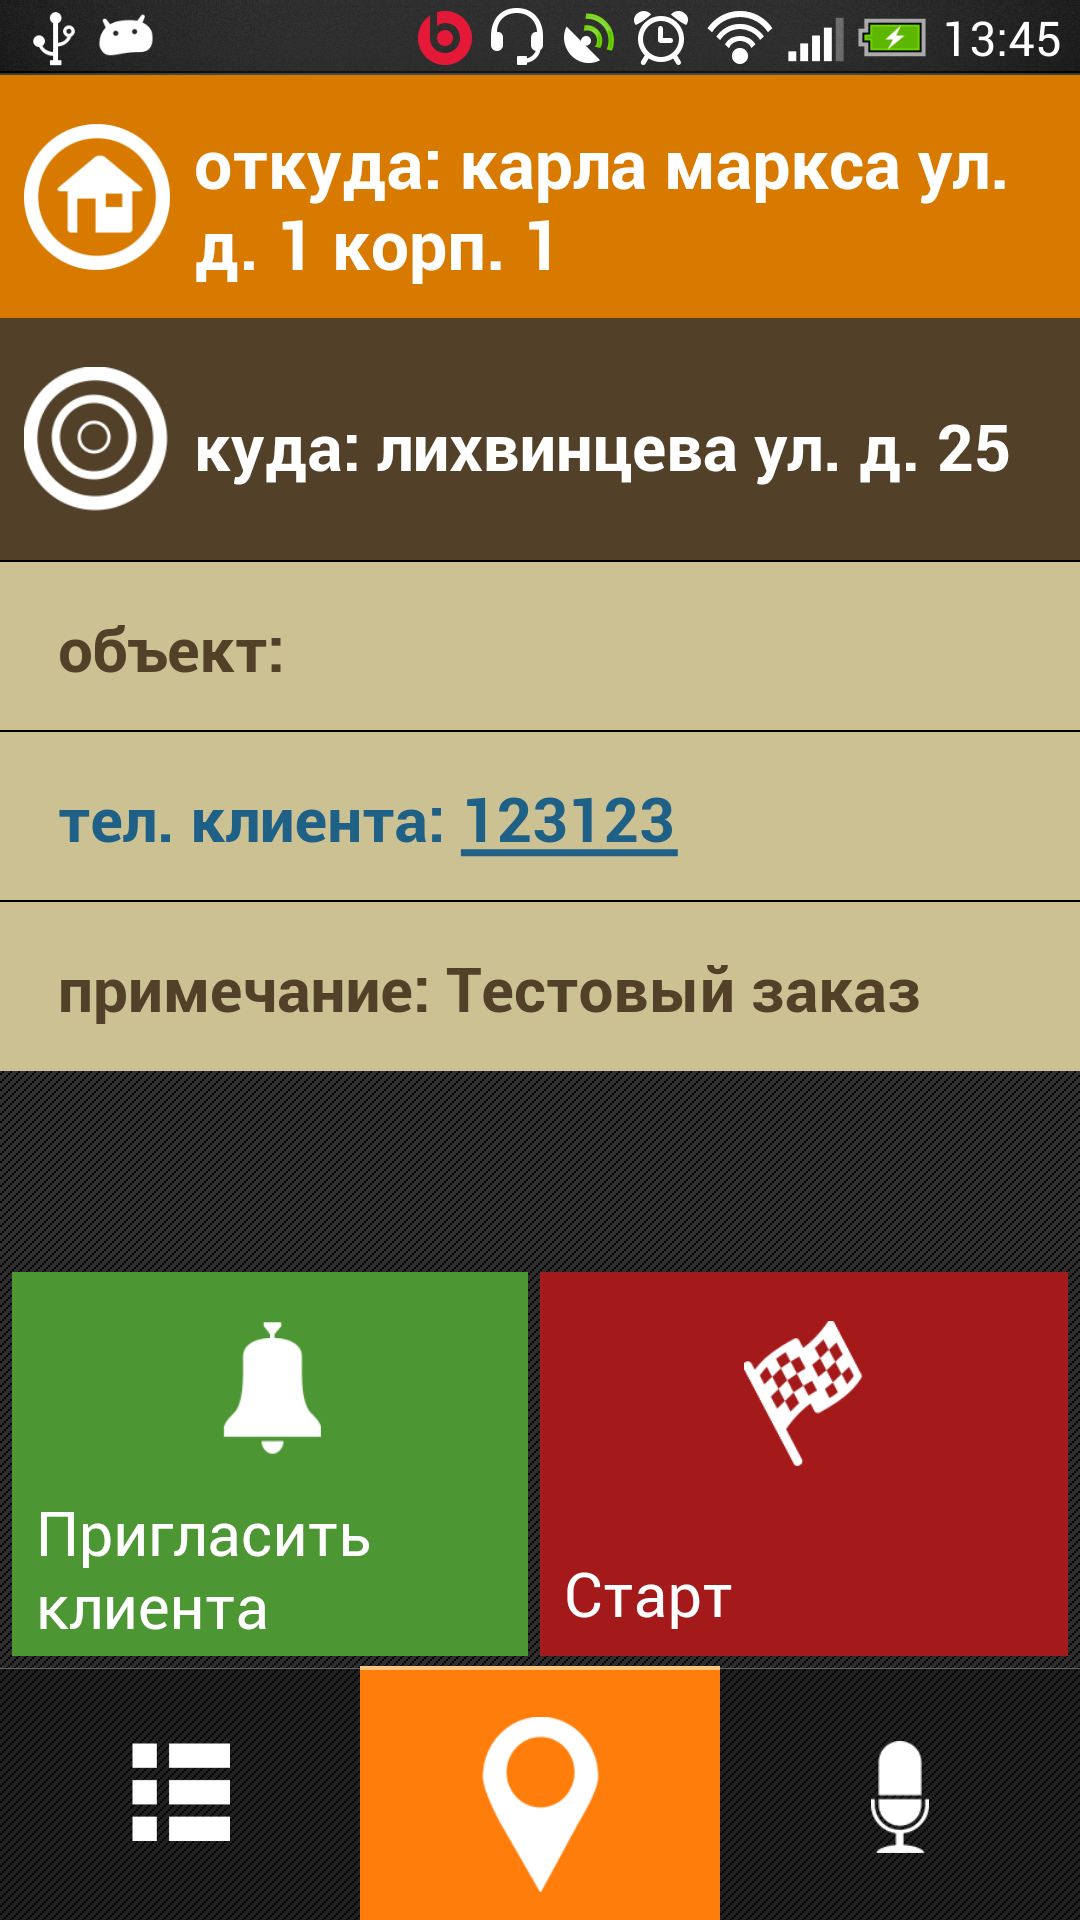 13:45
откуда: карла маркса ул.
д. 1 корп. 1
куда: лихвинцева ул. д. 25
объект:
тел. клиента: 123123
примечание: Тестовый заказ
Пригласить
клиента
Старт